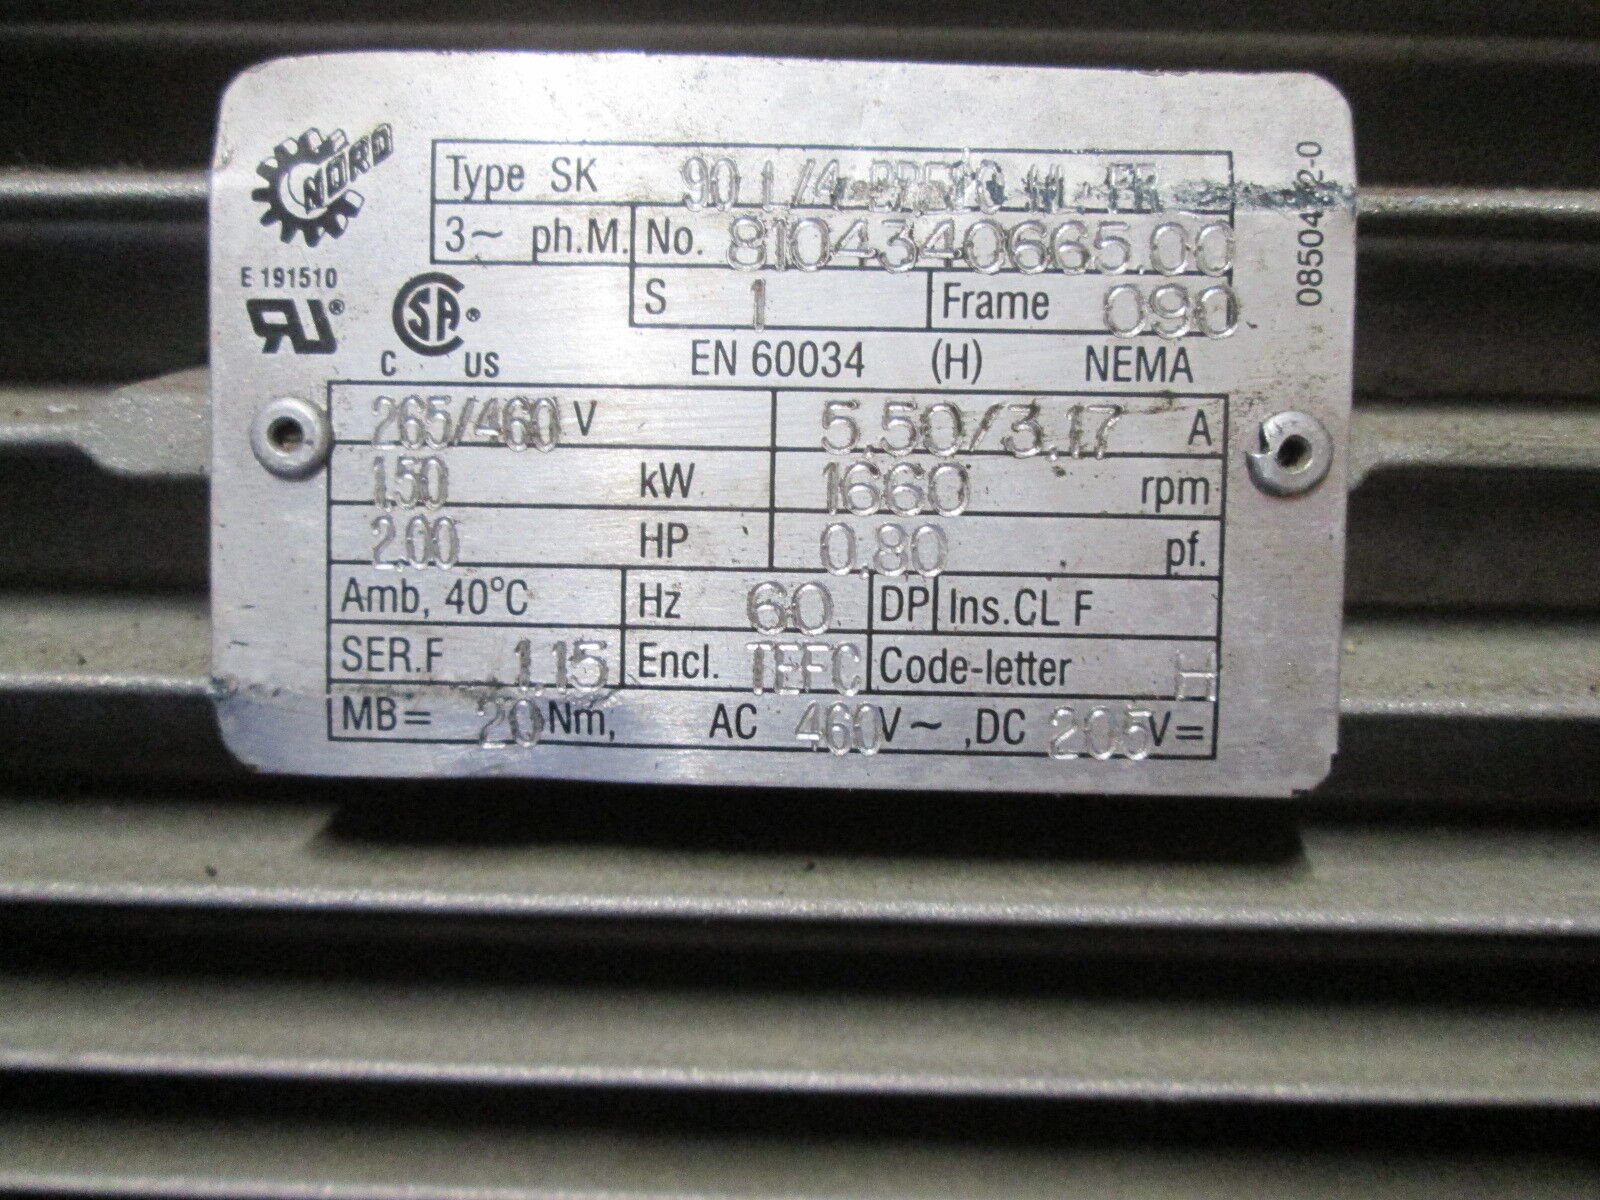 NORD
Type SK 90 L/4
3~ ph.M. No. 8104340665.00
E 191510
S 1 Frame 090
C US
EN 60034 (H) NEMA
265/460 V 5.50/3.17 A
1.50 kW 1660 rpm
2.00 HP 0.80 pf.
Amb, 40°C Hz 60 DP Ins.CL F
SER.F 1.15 Encl. TEFC Code-letter H
MB= 20 Nm, AC 460 V~ ,DC 205 V=